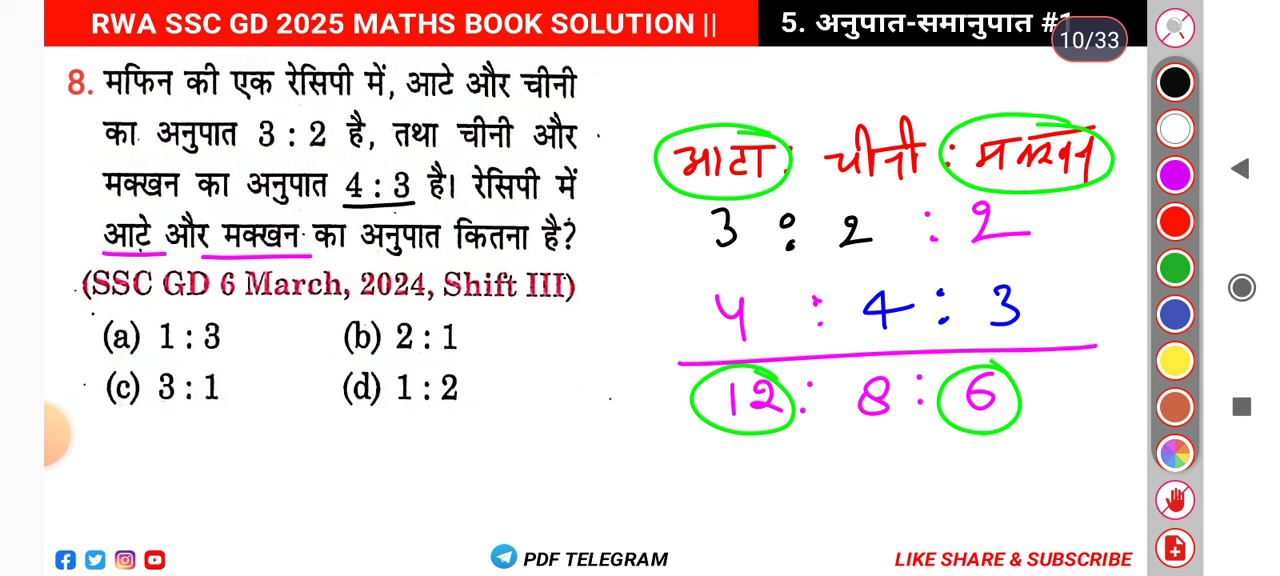 RWA SSC GD 2025 MATHS BOOK SOLUTION ||
5. अनुपात-समानुपात #1
10/33
8. मफिन की एक रेसिपी में, आटे और चीनी
का अनुपात 3 : 2 है, तथा चीनी और
मक्खन का अनुपात 4 : 3 है। रेसिपी में
आटे और मक्खन का अनुपात कितना है?
(SSC GD 6 March, 2024, Shift III)
(a) 1 : 3 (b) 2 : 1
(c) 3 : 1 (d) 1 : 2
आटा : चीनी : मक्खन
3 : 2 : 2
4 : 4 : 3
12 : 8 : 6
PDF TELEGRAM
LIKE SHARE & SUBSCRIBE